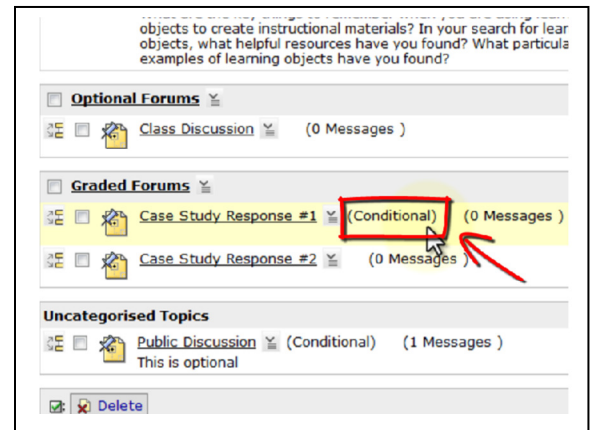 objects to create instructional materials? In your search for lear
objects, what helpful resources have you found? What particula
examples of learning objects have you found?
Optional Forums
Class Discussion (0 Messages )
Graded Forums
Case Study Response #1 (Conditional) (0 Messages )
Case Study Response #2 (0 Messages )
Uncategorised Topics
Public Discussion (Conditional) (1 Messages )
This is optional
Delete